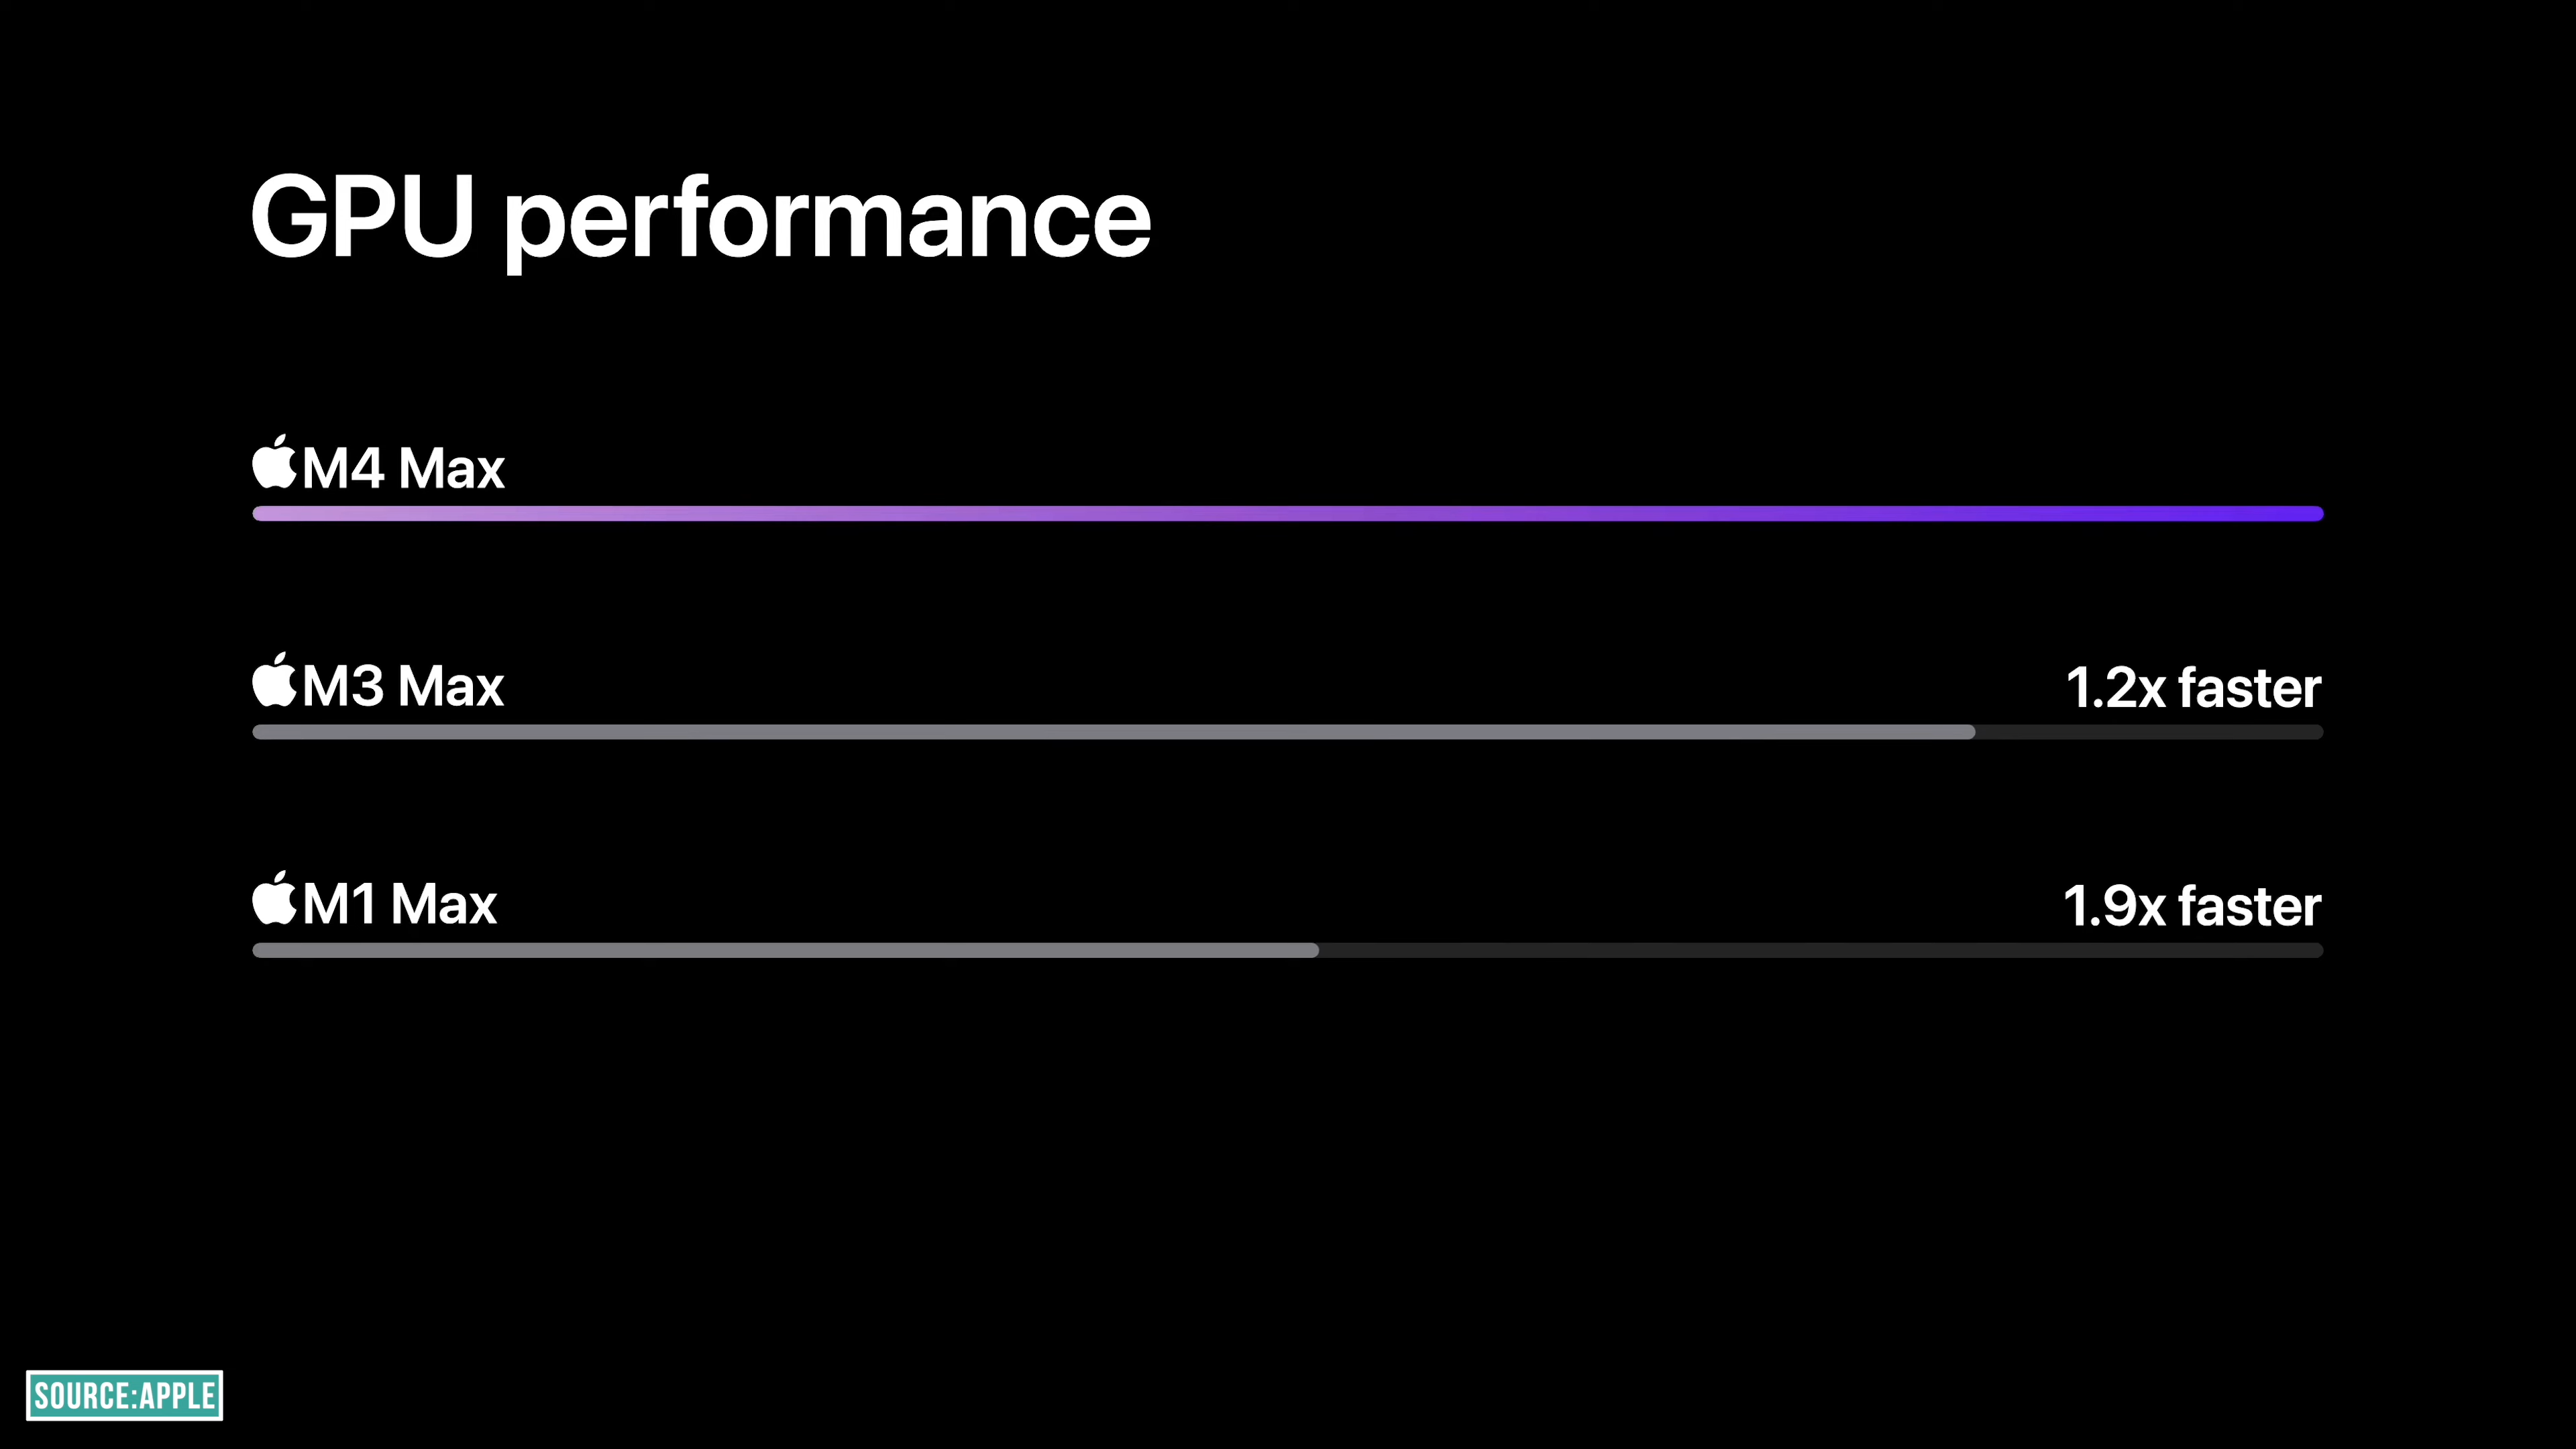 GPU performance
M4 Max
M3 Max
1.2x faster
M1 Max
1.9x faster
SOURCE:APPLE